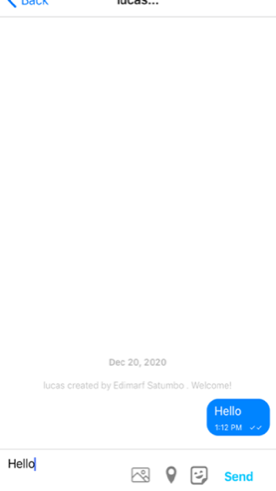 Back lucas...
Dec 20, 2020
lucas created by Edimarf Satumbo . Welcome!
Hello
1:12 PM
Hello
Send